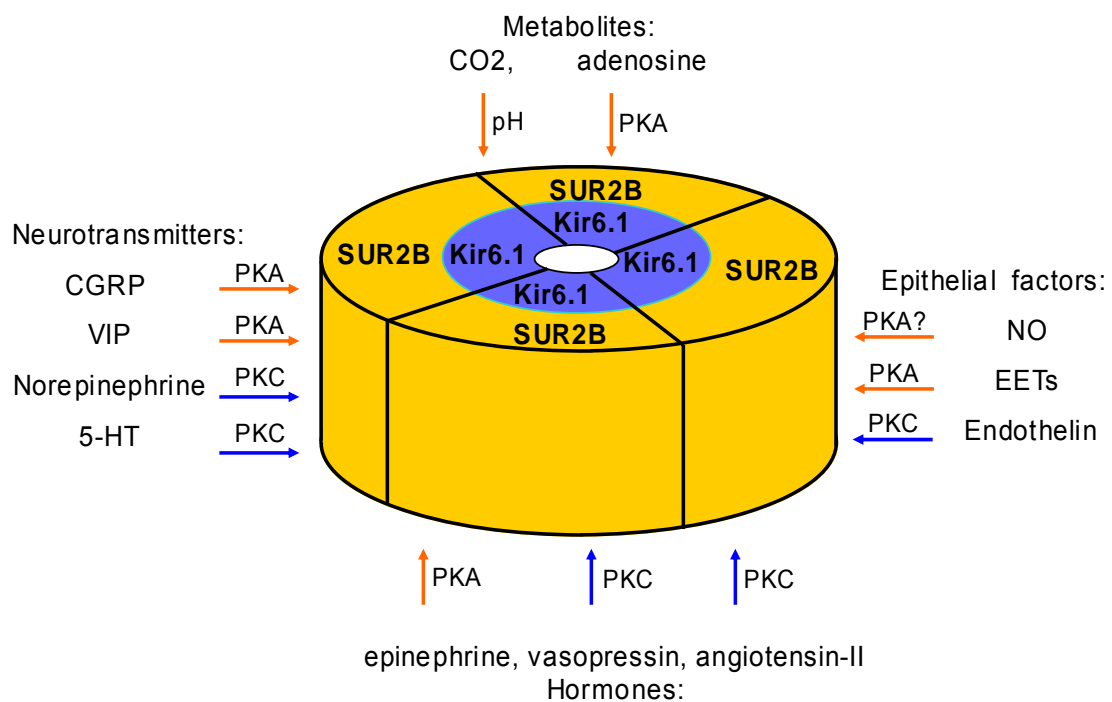 Metabolites:
CO2, adenosine
pH PKA
SUR2B
Kir6.1
Neurotransmitters:
SUR2B Kir6.1 Kir6.1 SUR2B
CGRP PKA
Kir6.1
SUR2B
VIP PKA
Norepinephrine PKC
5-HT PKC
Epithelial factors:
PKA? NO
PKA EETs
PKC Endothelin
PKA PKC PKC
epinephrine, vasopressin, angiotensin-II
Hormones: